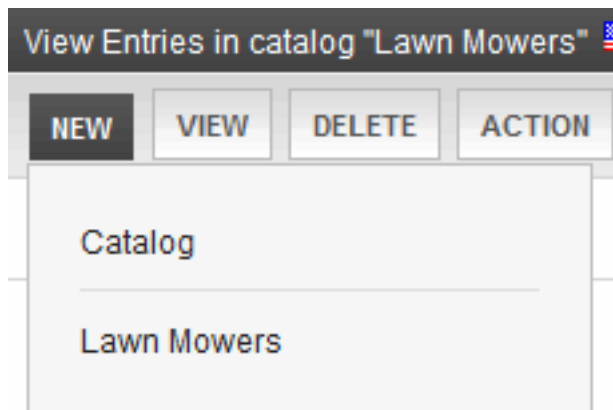 View Entries in catalog "Lawn Mowers"
NEW VIEW DELETE ACTION
Catalog
Lawn Mowers